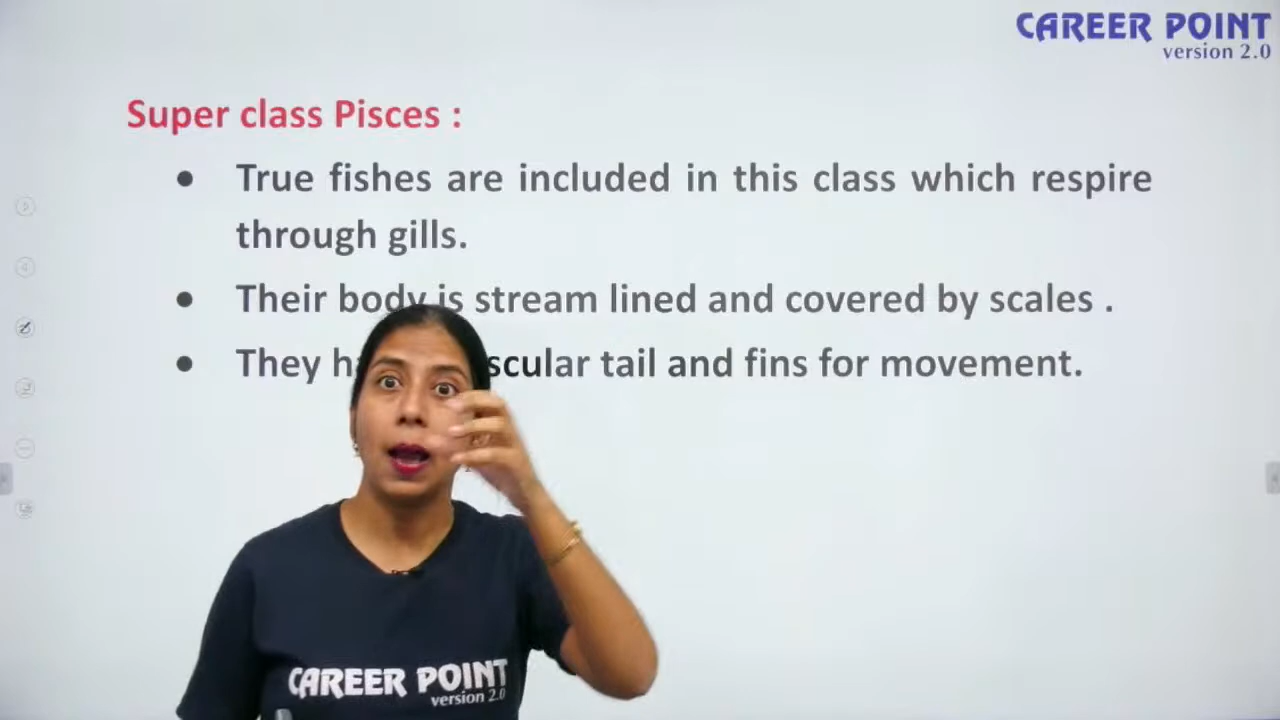 CAREER POINT
version 2.0
Super class Pisces :
• True fishes are included in this class which respire
through gills.
• Their body is stream lined and covered by scales .
• They scular tail and fins for movement.
CAREER POINT
version 2.0